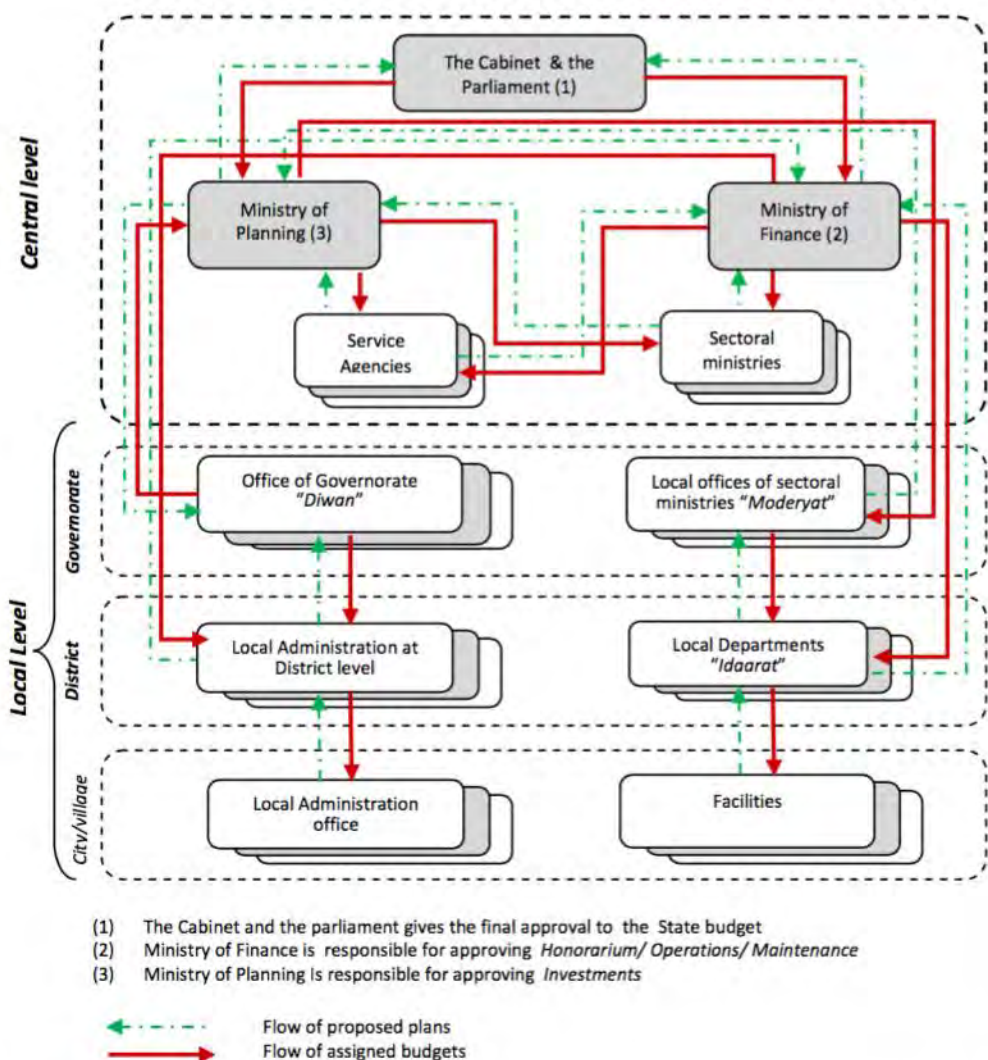 The Cabinet & the
Parliament (1)
Central level
Ministry of
Planning (3)
Ministry of
Finance (2)
Service
Agencies
Sectoral
ministries
Local Level
Governorate
Office of Governorate
"Diwan"
Local offices of sectoral
ministries "Moderyat"
District
Local Administration at
District level
Local Departments
"Idaarat"
City/village
Local Administration
office
Facilities
(1) The Cabinet and the parliament gives the final approval to the State budget
(2) Ministry of Finance is responsible for approving Honorarium/ Operations/ Maintenance
(3) Ministry of Planning is responsible for approving Investments
Flow of proposed plans
Flow of assigned budgets